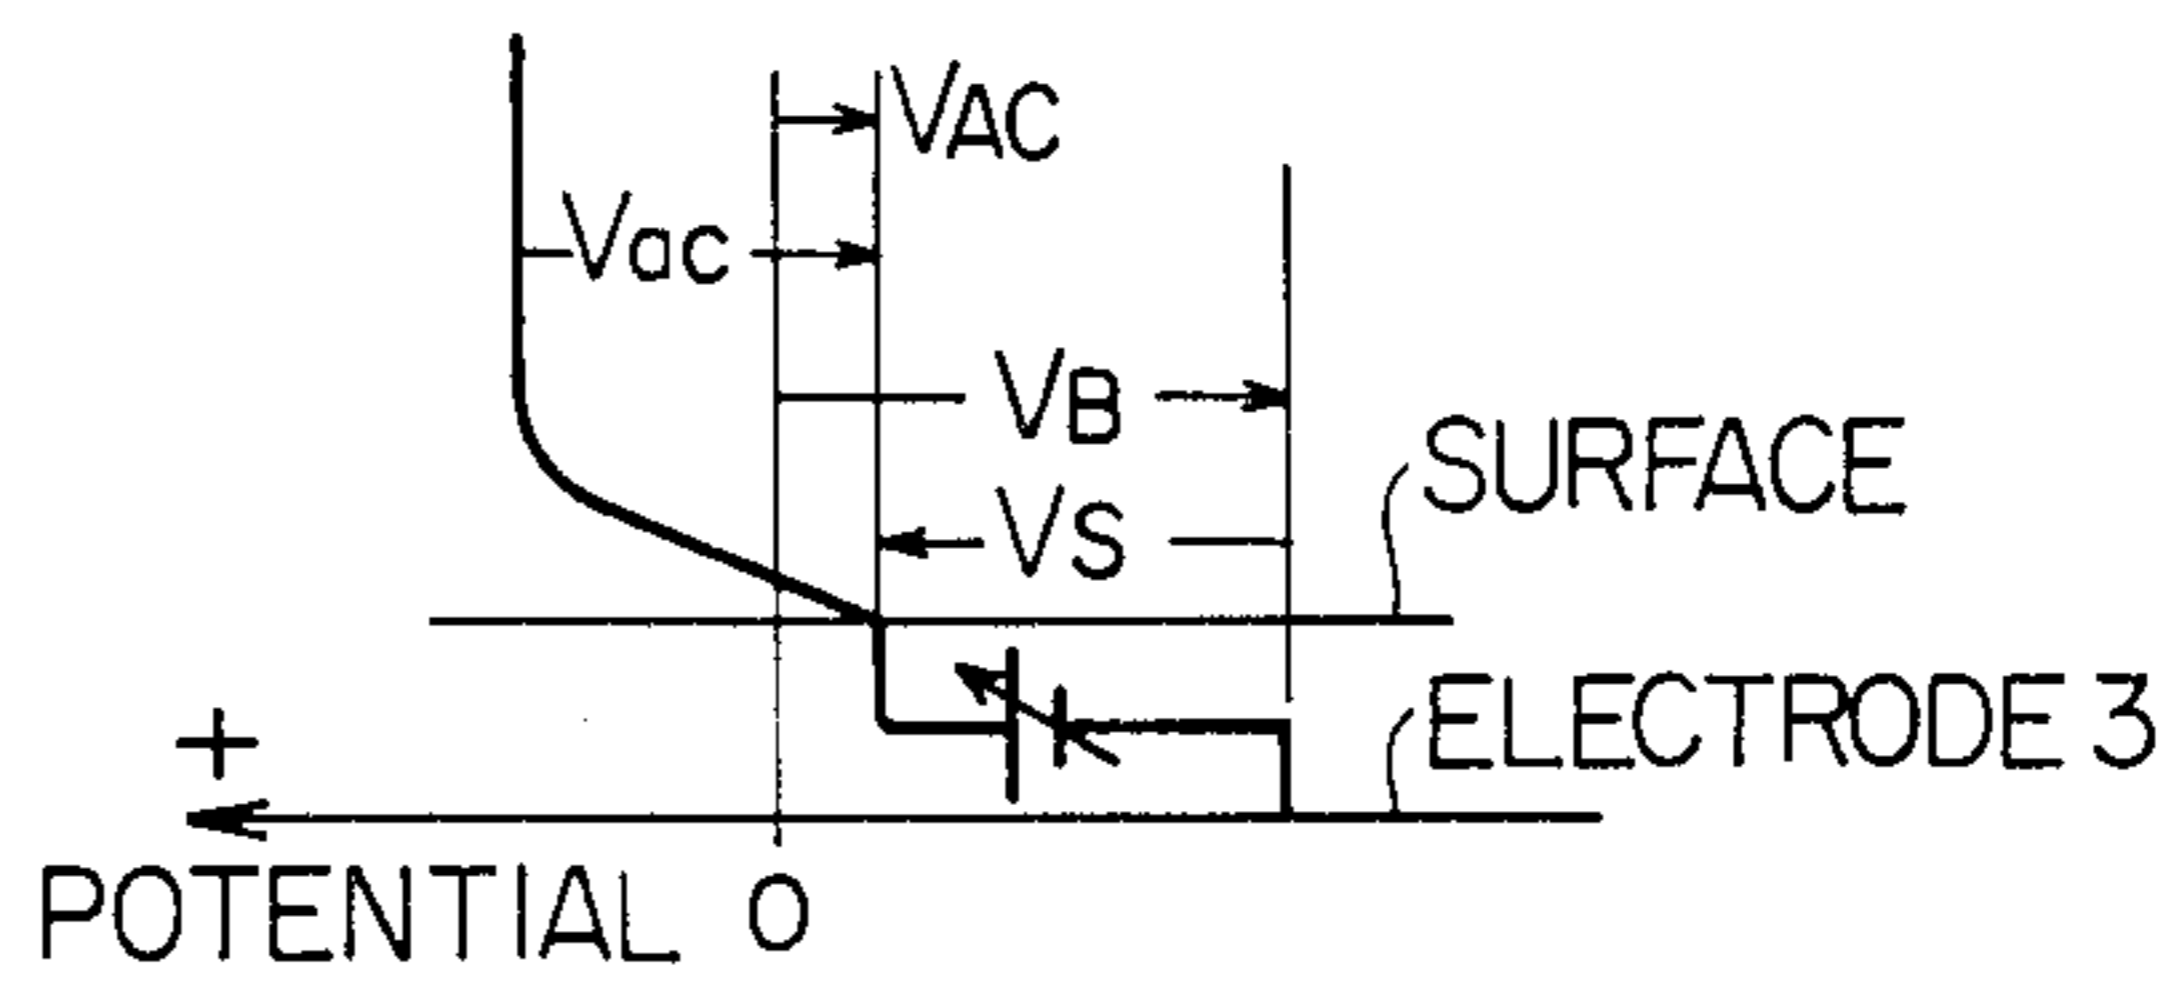 VAC
Vac
VB
SURFACE
VS
ELECTRODE 3
+
POTENTIAL 0